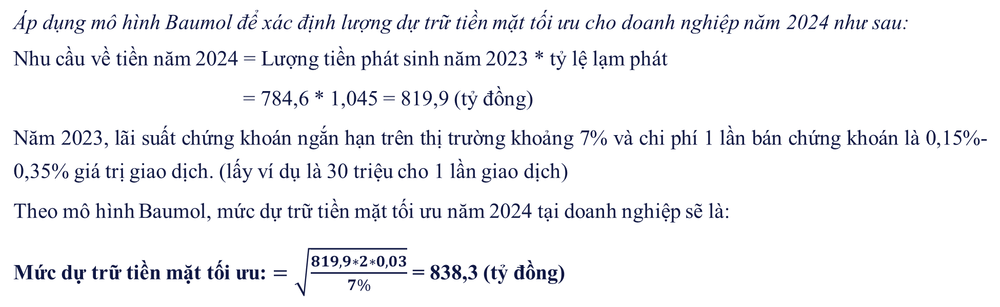 Áp dụng mô hình Baumol để xác định lượng dự trữ tiền mặt tối ưu cho doanh nghiệp năm 2024 như sau:
Nhu cầu về tiền năm 2024 = Lượng tiền phát sinh năm 2023 * tỷ lệ lạm phát
= 784,6 * 1,045 = 819,9 (tỷ đồng)
Năm 2023, lãi suất chứng khoán ngắn hạn trên thị trường khoảng 7% và chi phí 1 lần bán chứng khoán là 0,15%-
0,35% giá trị giao dịch. (lấy ví dụ là 30 triệu cho 1 lần giao dịch)
Theo mô hình Baumol, mức dự trữ tiền mặt tối ưu năm 2024 tại doanh nghiệp sẽ là:
Mức dự trữ tiền mặt tối ưu: = √(819,9*2*0,03 / 7%) = 838,3 (tỷ đồng)